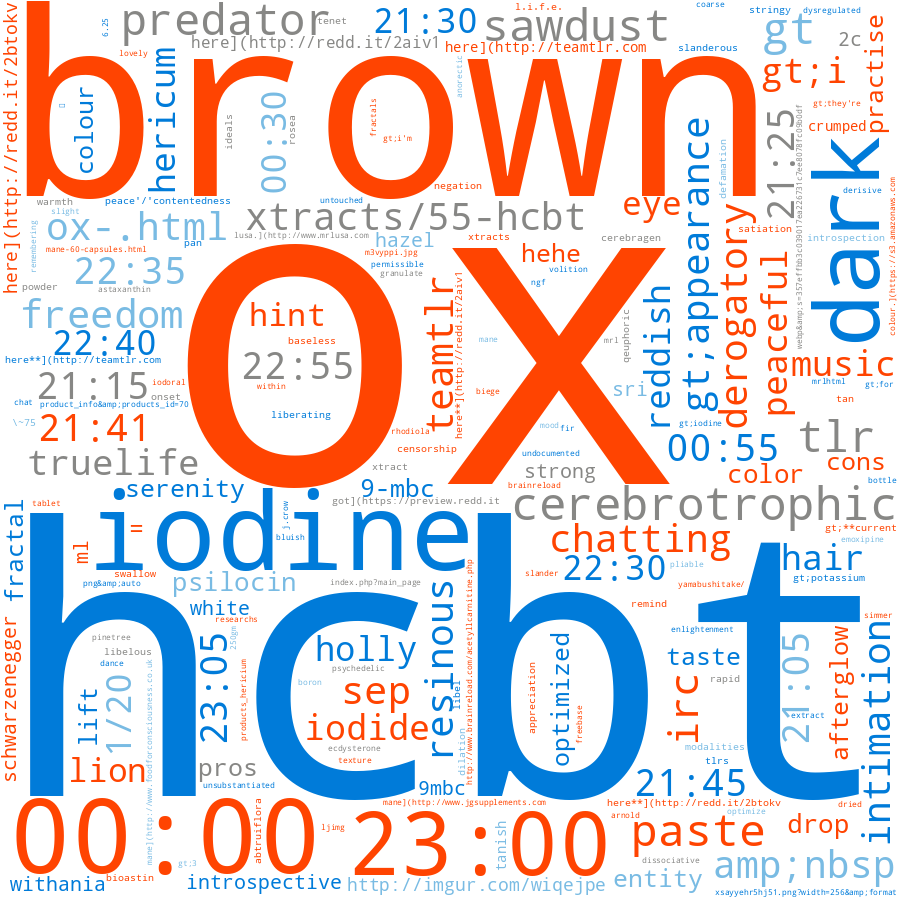 here](http://redd.it/2btokv
6.25
predator
tenet
21:30
l.i.f.e.
sawdust
coarse
stringy
dysregulated
gt
2c
practise
lovely
here](http://redd.it/2aiv1
here](http://teamtlr.com
slanderous
brown
colour
hericum
ideals
00:30
rosea
fractals
gt;i'm
anorectic
gt;i
gt;they're
crumped
21:25
webp&amp;s=357effbb3c039017ea226731c7ee8078fc09b0df
defamation
dark
derisive
colour.](https://s3.amazonaws.com
negation
warmth
peace'/'contentedness
untouched
slight
remembering
ox-.html
pan
xtracts/55-hcbt
eye
gt;appearance
derogatory
satiation
introspection
lusa.](http://www.mrlusa.com
hazel
xtracts
cerebragen
mane-60-capsules.html
m3vyppi.jpg
permissible
granulate
hehe
volition
ngf
22:35
powder
astaxanthin
ox
peaceful
freedom
hint
teamtlr
here**](http://redd.it/2aiv1
reddish
qeuphoric
mrl
mane
22:40
baseless
here**](http://teamtlr.com
22:55
music
21:15
iodoral
onset
within
biege
sri
mrlhtml
gt;for
tan
chat
product_info&amp;products_id=70
liberating
\~75
21:41
rhodiola
mood
fir
gt;iodine
00:55
tlr
censorship
undocumented
truelife
xtract
strong
color
cons
bottle
serenity
9-mbc
brainreload
got](https://preview.redd.it
cerebrotrophic
fractal
tablet
iodine
j.crow
bluish
=
ml
chatting
gt;**current
emoxipine
hair
swallow
png&amp;auto
psilocin
index.php?main_page
slander
22:30
pliable
yamabushitake/
gt;potassium
hcbt
white
researchs
250gm
resinous
http://www.brainreload.com/acetyllcarnitine.php
remind
simmer
schwarzenegger
pinetree
libelous
dance
enlightenment
holly
psychedelic
optimized
taste
rapid
21:05
afterglow
intimation
lift
1/20
mane](http://www.foodforconsciousness.co.uk
23:05
products_hericium
boron
sep
libel
appreciation
freebase
irc
extract
iodide
ecdysterone
texture
dilation
modalities
tlrs
lion
pros
unsubstantiated
9mbc
21:45
mane](http://www.jgsupplements.com
here**](http://redd.it/2btokv
dried
00:00
abtruiflora
ljimg
23:00
tanish
arnold
optimize
paste
drop
gt;3
dissociative
amp;nbsp
withania
bioastin
introspective
http://imgur.com/wiqejpe
entity
xsayyehr5hj51.png?width=256&amp;format